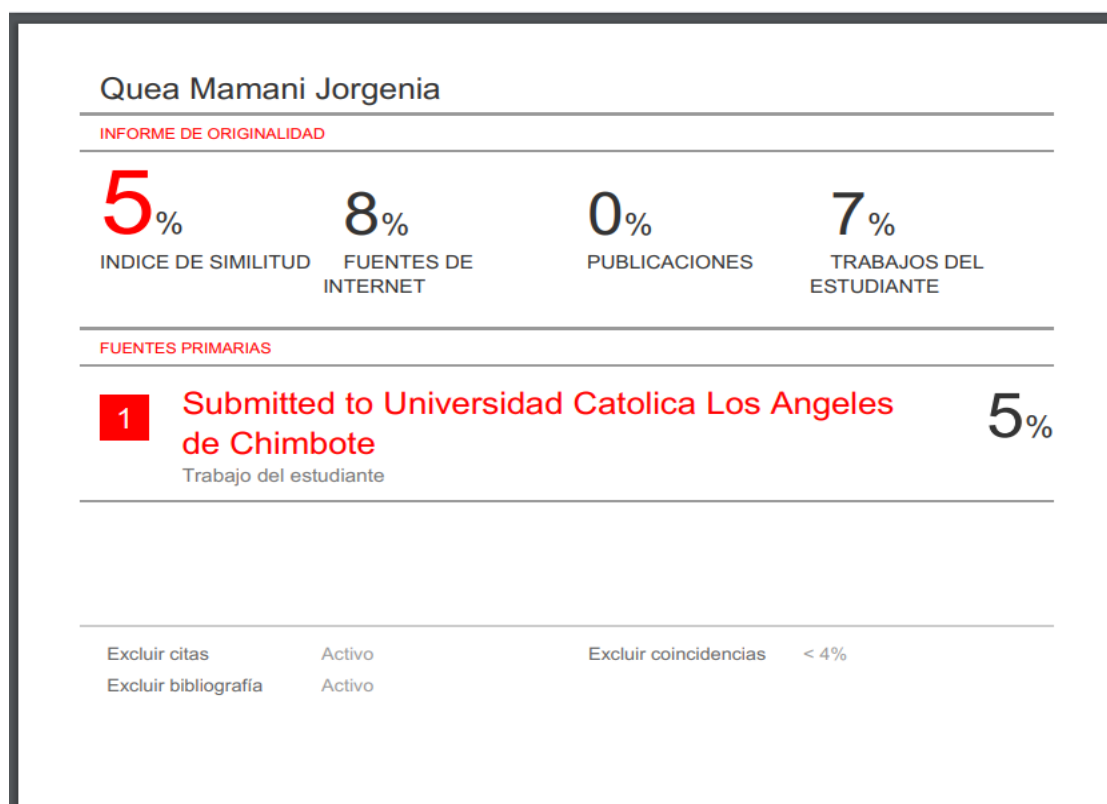 Quea Mamani Jorgenia
INFORME DE ORIGINALIDAD
5% 8% 0% 7%
INDICE DE SIMILITUD FUENTES DE INTERNET PUBLICACIONES TRABAJOS DEL ESTUDIANTE
FUENTES PRIMARIAS
1 Submitted to Universidad Catolica Los Angeles 5%
de Chimbote
Trabajo del estudiante
Excluir citas Activo Excluir coincidencias < 4%
Excluir bibliografía Activo